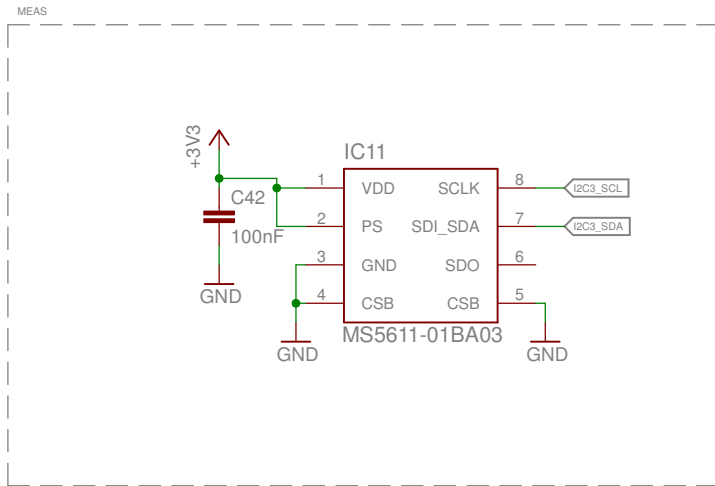 MEAS
+3V3
C42
100nF
GND
IC11
1 VDD SCLK 8 I2C3_SCL
2 PS SDI_SDA 7 I2C3_SDA
3 GND SDO 6
4 CSB CSB 5
MS5611-01BA03
GND
GND